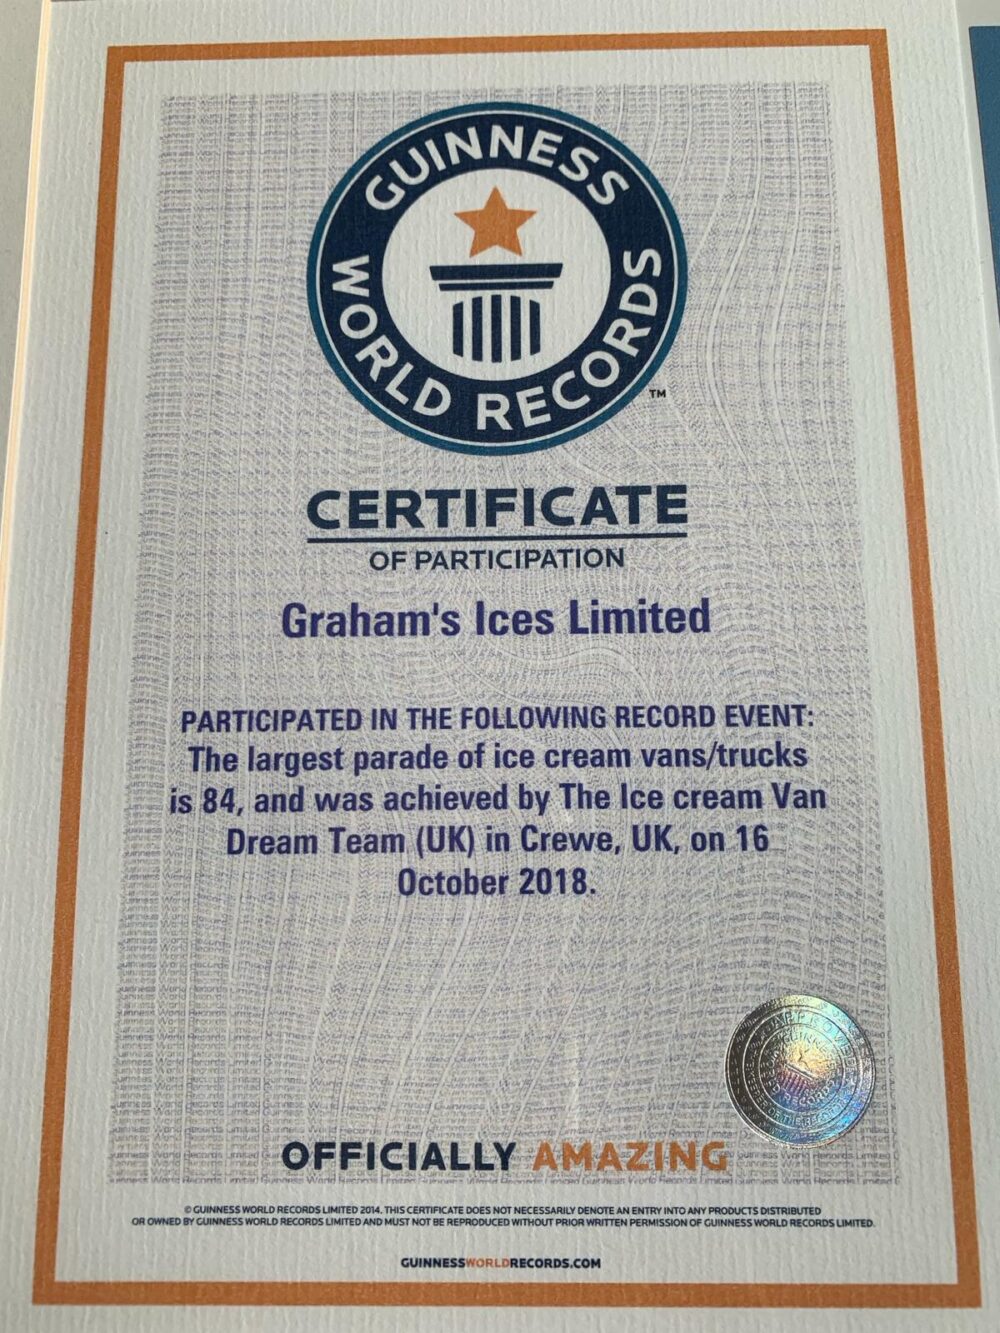 GUINNESS
WORLD RECORDS
TM
CERTIFICATE
OF PARTICIPATION
Graham's Ices Limited
PARTICIPATED IN THE FOLLOWING RECORD EVENT:
The largest parade of ice cream vans/trucks
is 84, and was achieved by The Ice cream Van
Dream Team (UK) in Crewe, UK, on 16
October 2018.
APPROVED
OFFICIALLY AMAZING
© GUINNESS WORLD RECORDS LIMITED 2014. THIS CERTIFICATE DOES NOT NECESSARILY DENOTE AN ENTRY INTO ANY PRODUCTS DISTRIBUTED
OR OWNED BY GUINNESS WORLD RECORDS LIMITED AND MUST NOT BE REPRODUCED WITHOUT PRIOR WRITTEN PERMISSION OF GUINNESS WORLD RECORDS LIMITED.
GUINNESSWORLDRECORDS.COM